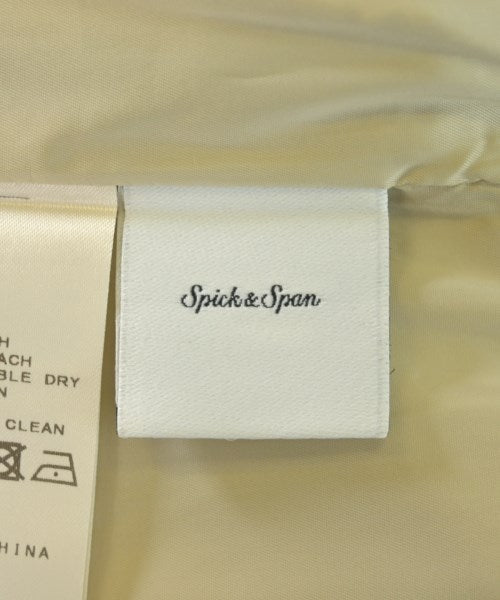 Spick & Span
H
ACH
BLE DRY
N
CLEAN
HINA